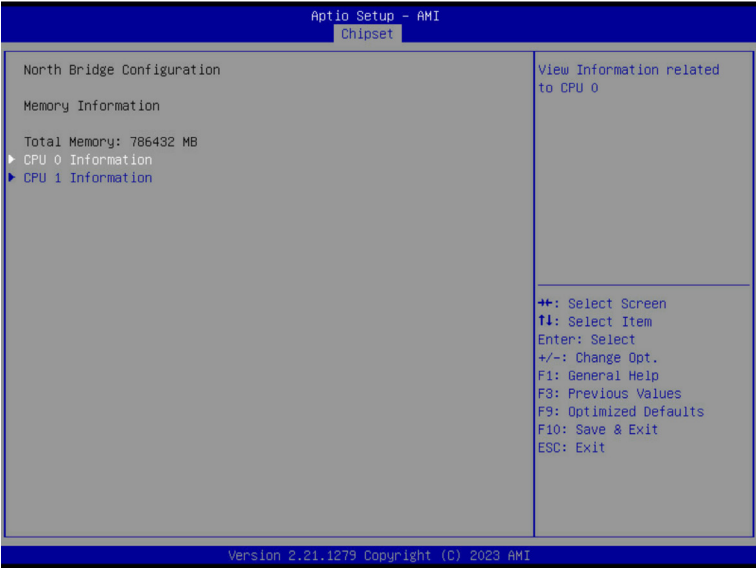 Aptio Setup – AMI
Chipset
North Bridge Configuration
Memory Information
Total Memory: 786432 MB
CPU 0 Information
CPU 1 Information
View Information related
to CPU 0
→←: Select Screen
↑↓: Select Item
Enter: Select
+/-: Change Opt.
F1: General Help
F3: Previous Values
F9: Optimized Defaults
F10: Save & Exit
ESC: Exit
Version 2.21.1279 Copyright (C) 2023 AMI